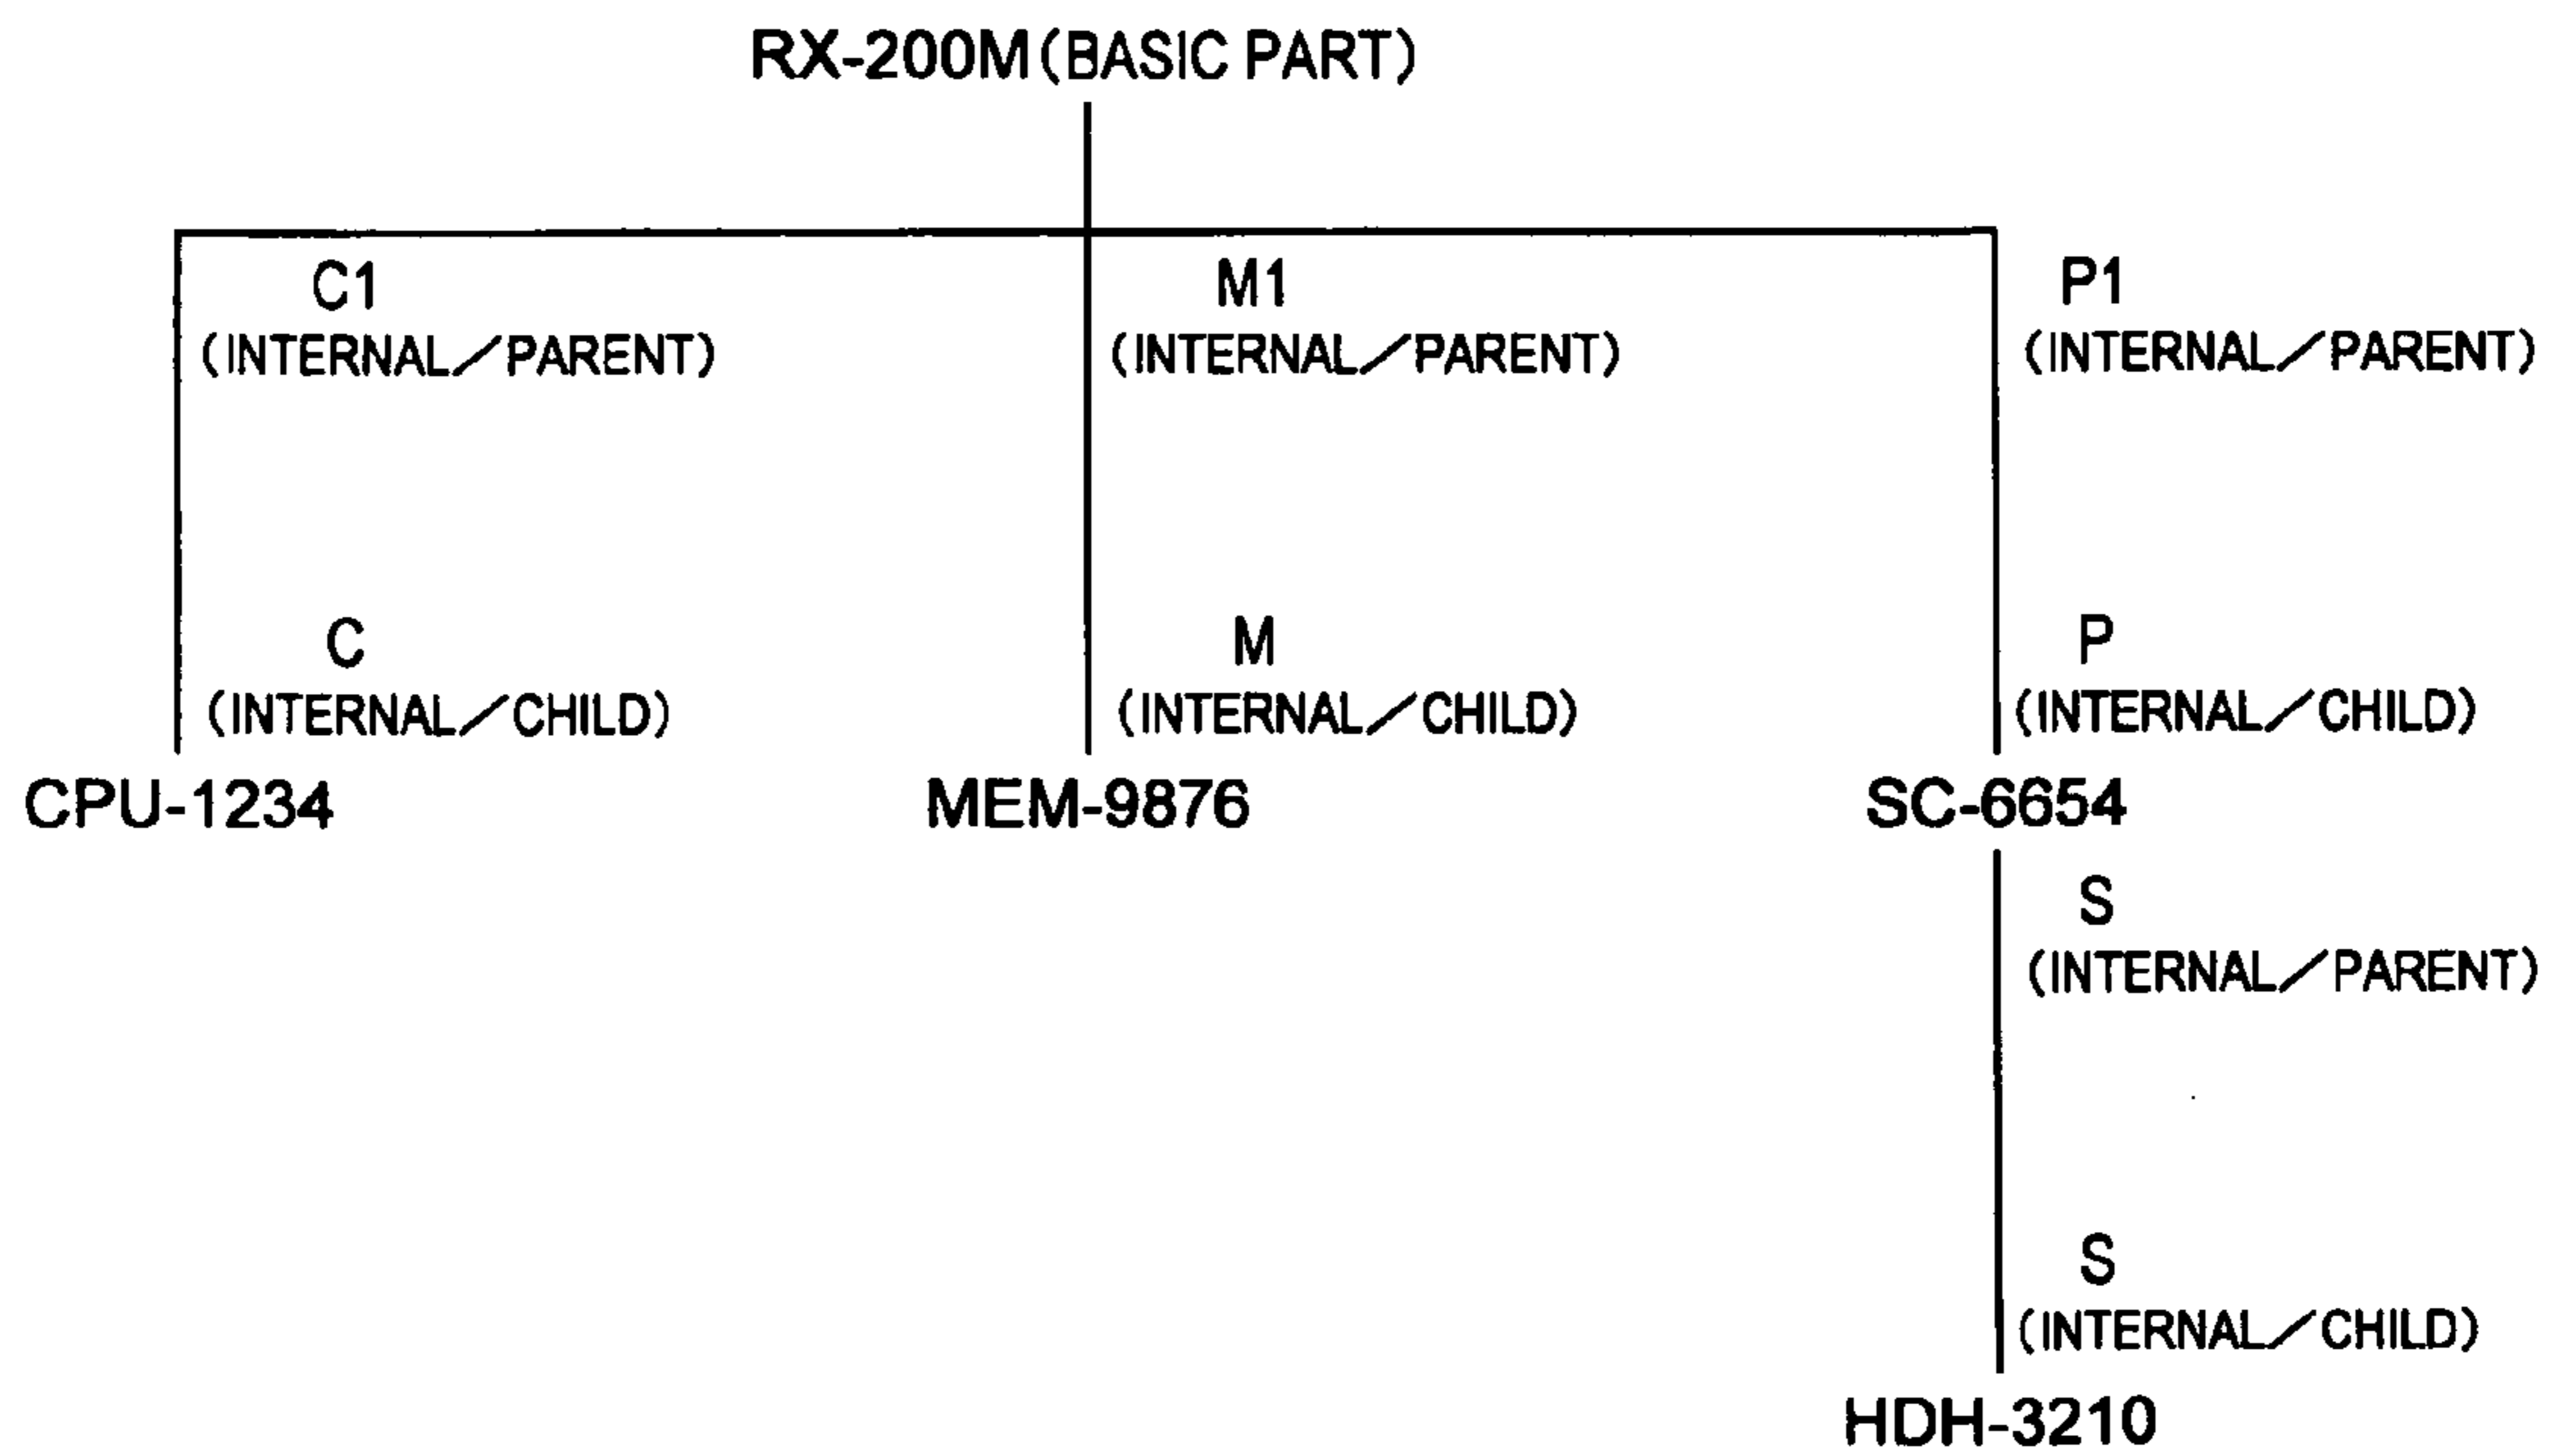 RX-200M (BASIC PART)
C1
(INTERNAL/PARENT)
M1
(INTERNAL/PARENT)
P1
(INTERNAL/PARENT)
C
(INTERNAL/CHILD)
M
(INTERNAL/CHILD)
P
(INTERNAL/CHILD)
CPU-1234
MEM-9876
SC-6654
S
(INTERNAL/PARENT)
S
(INTERNAL/CHILD)
HDH-3210